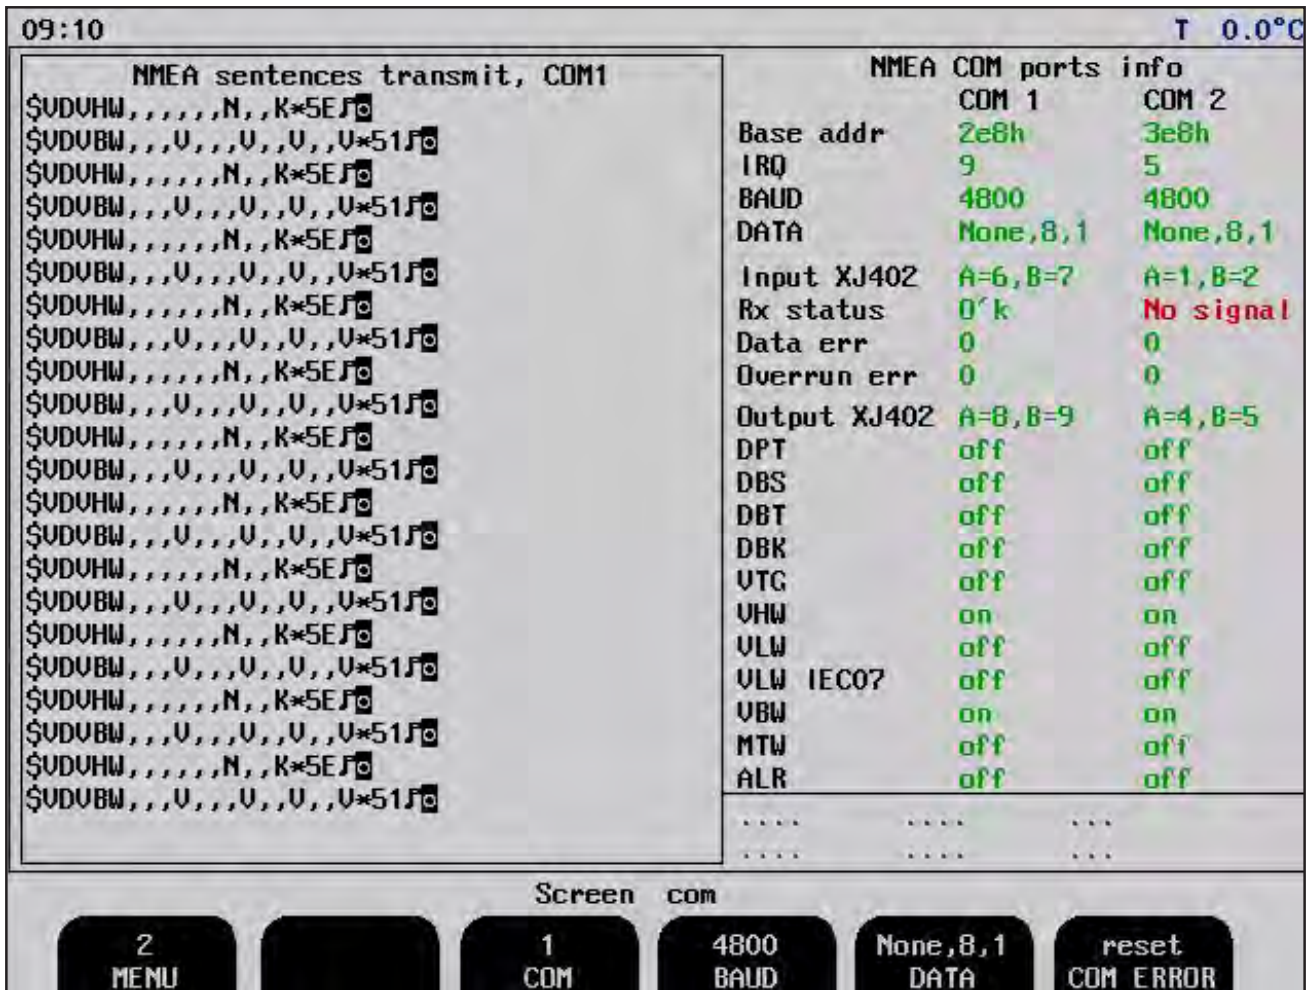 09:10
T 0.0°C
NMEA sentences transmit, COM1
$VDVHW,,,,,,N,,K*5E♪◙
$VDVBW,,,V,,,V,,V,,V*51♪◙
$VDVHW,,,,,,N,,K*5E♪◙
$VDVBW,,,V,,,V,,V,,V*51♪◙
$VDVHW,,,,,,N,,K*5E♪◙
$VDVBW,,,V,,,V,,V,,V*51♪◙
$VDVHW,,,,,,N,,K*5E♪◙
$VDVBW,,,V,,,V,,V,,V*51♪◙
$VDVHW,,,,,,N,,K*5E♪◙
$VDVBW,,,V,,,V,,V,,V*51♪◙
$VDVHW,,,,,,N,,K*5E♪◙
$VDVBW,,,V,,,V,,V,,V*51♪◙
$VDVHW,,,,,,N,,K*5E♪◙
$VDVBW,,,V,,,V,,V,,V*51♪◙
$VDVHW,,,,,,N,,K*5E♪◙
$VDVBW,,,V,,,V,,V,,V*51♪◙
$VDVHW,,,,,,N,,K*5E♪◙
$VDVBW,,,V,,,V,,V,,V*51♪◙
$VDVHW,,,,,,N,,K*5E♪◙
$VDVBW,,,V,,,V,,V,,V*51♪◙
$VDVHW,,,,,,N,,K*5E♪◙
$VDVBW,,,V,,,V,,V,,V*51♪◙
NMEA COM ports info
COM 1 COM 2
Base addr 2e8h 3e8h
IRQ 9 5
BAUD 4800 4800
DATA None,8,1 None,8,1
Input XJ402 A=6,B=7 A=1,B=2
Rx status O´k No signal
Data err 0 0
Overrun err 0 0
Output XJ402 A=8,B=9 A=4,B=5
DPT off off
DBS off off
DBT off off
DBK off off
VTG off off
VHW on on
VLW off off
VLW IEC07 off off
VBW on on
MTW off off
ALR off off
.... .... ...
.... .... ...
Screen com
2 1 4800 None,8,1 reset
MENU COM BAUD DATA COM ERROR